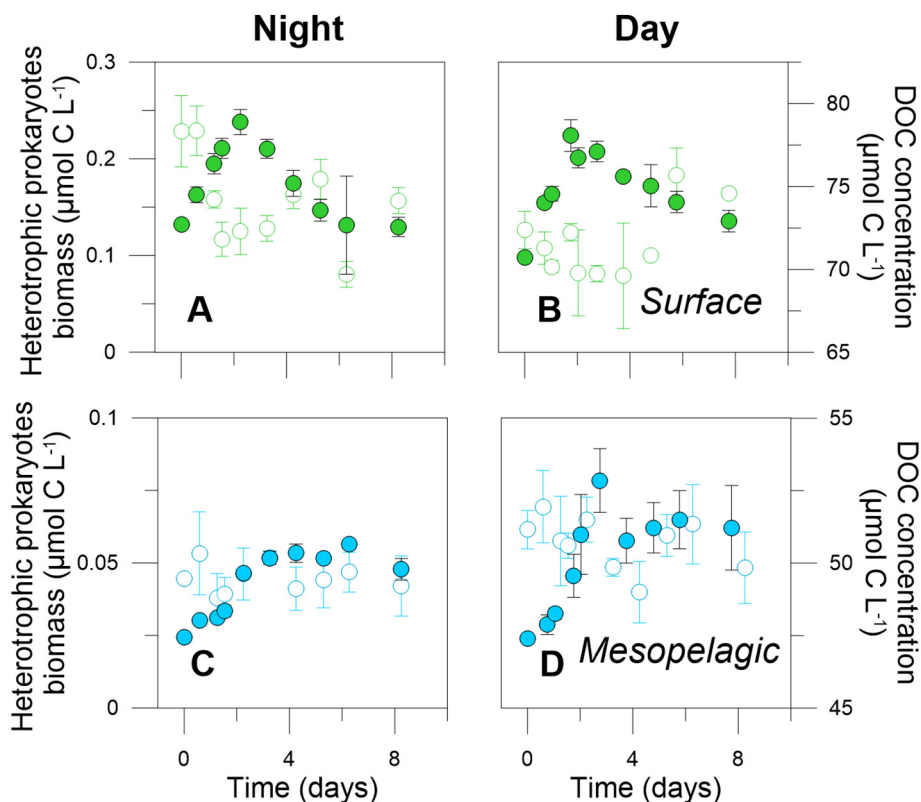 Night
Day
Heterotrophic prokaryotes
biomass (µmol C L-1)
0.3
0.2
0.1
0
A
B
Surface
80
75
70
65
DOC concentration
(µmol C L-1)
Heterotrophic prokaryotes
biomass (µmol C L-1)
0.1
0.05
0
C
D
Mesopelagic
55
50
45
DOC concentration
(µmol C L-1)
0 4 8
0 4 8
Time (days)
Time (days)